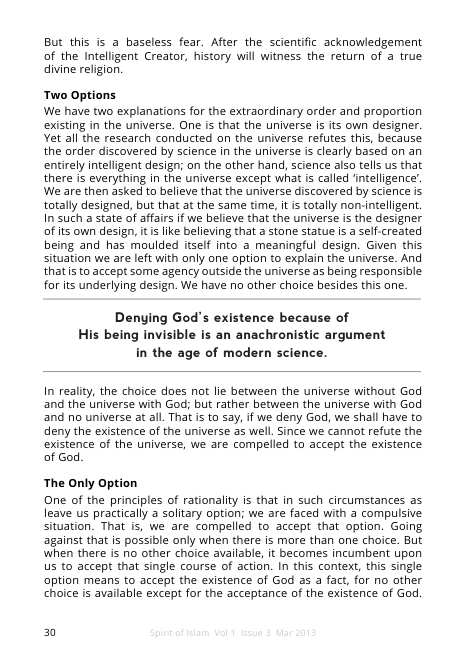 But this is a baseless fear. After the scientific acknowledgement
of the Intelligent Creator, history will witness the return of a true
divine religion.
Two Options
We have two explanations for the extraordinary order and proportion
existing in the universe. One is that the universe is its own designer.
Yet all the research conducted on the universe refutes this, because
the order discovered by science in the universe is clearly based on an
entirely intelligent design; on the other hand, science also tells us that
there is everything in the universe except what is called ‘intelligence’.
We are then asked to believe that the universe discovered by science is
totally designed, but that at the same time, it is totally non-intelligent.
In such a state of affairs if we believe that the universe is the designer
of its own design, it is like believing that a stone statue is a self-created
being and has moulded itself into a meaningful design. Given this
situation we are left with only one option to explain the universe. And
that is to accept some agency outside the universe as being responsible
for its underlying design. We have no other choice besides this one.
Denying God’s existence because of
His being invisible is an anachronistic argument
in the age of modern science.
In reality, the choice does not lie between the universe without God
and the universe with God; but rather between the universe with God
and no universe at all. That is to say, if we deny God, we shall have to
deny the existence of the universe as well. Since we cannot refute the
existence of the universe, we are compelled to accept the existence
of God.
The Only Option
One of the principles of rationality is that in such circumstances as
leave us practically a solitary option; we are faced with a compulsive
situation. That is, we are compelled to accept that option. Going
against that is possible only when there is more than one choice. But
when there is no other choice available, it becomes incumbent upon
us to accept that single course of action. In this context, this single
option means to accept the existence of God as a fact, for no other
choice is available except for the acceptance of the existence of God.
30 Spirit of Islam Vol 1 Issue 3 Mar 2013